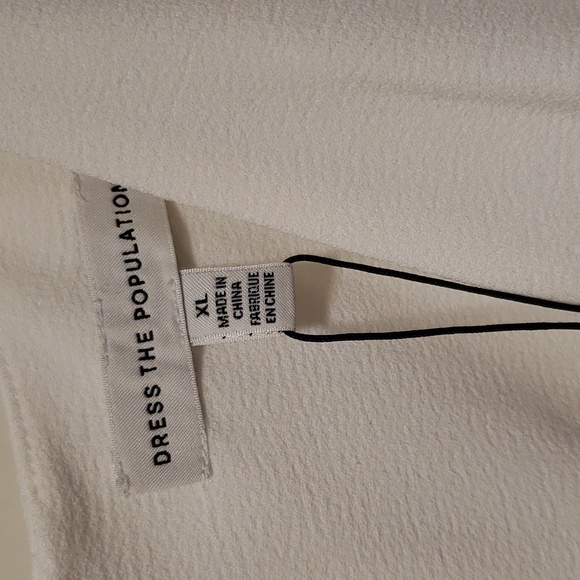 DRESS THE POPULATION
XL
MADE IN
CHINA
FABRIQUE
EN CHINE